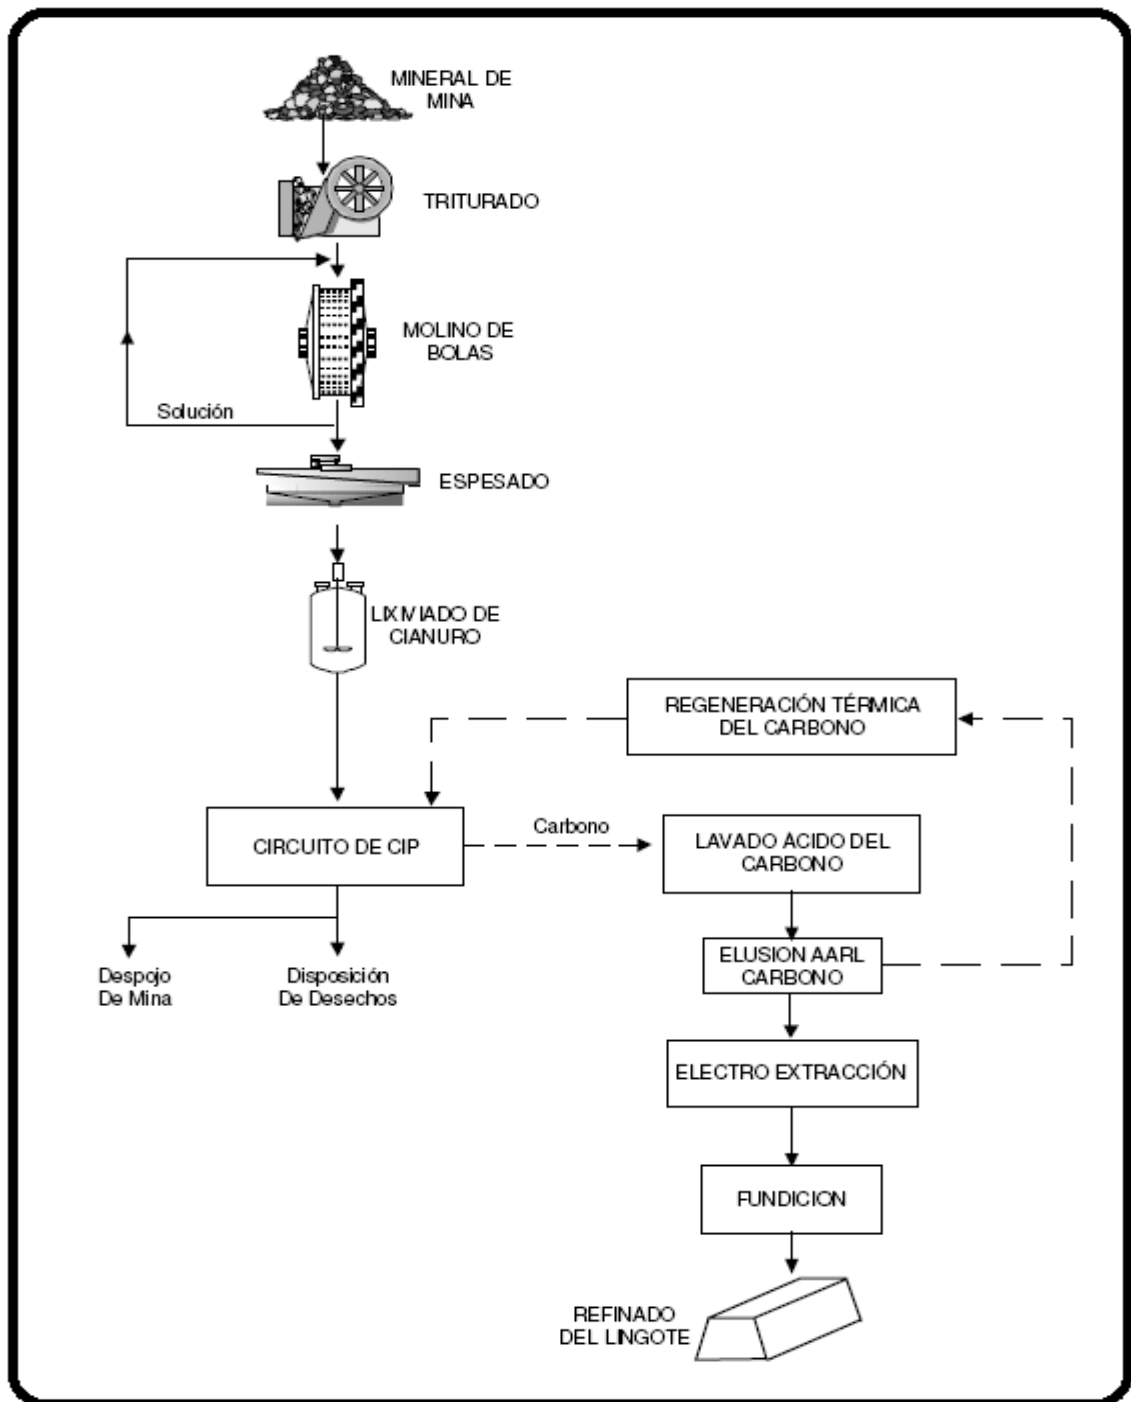 MINERAL DE
MINA
TRITURADO
MOLINO DE
BOLAS
Solución
ESPESADO
LIXIVIADO DE
CIANURO
REGENERACIÓN TÉRMICA
DEL CARBONO
CIRCUITO DE CIP
Carbono
LAVADO ACIDO DEL
CARBONO
Despojo
De Mina
Disposición
De Desechos
ELUSION AARL
CARBONO
ELECTRO EXTRACCIÓN
FUNDICION
REFINADO
DEL LINGOTE